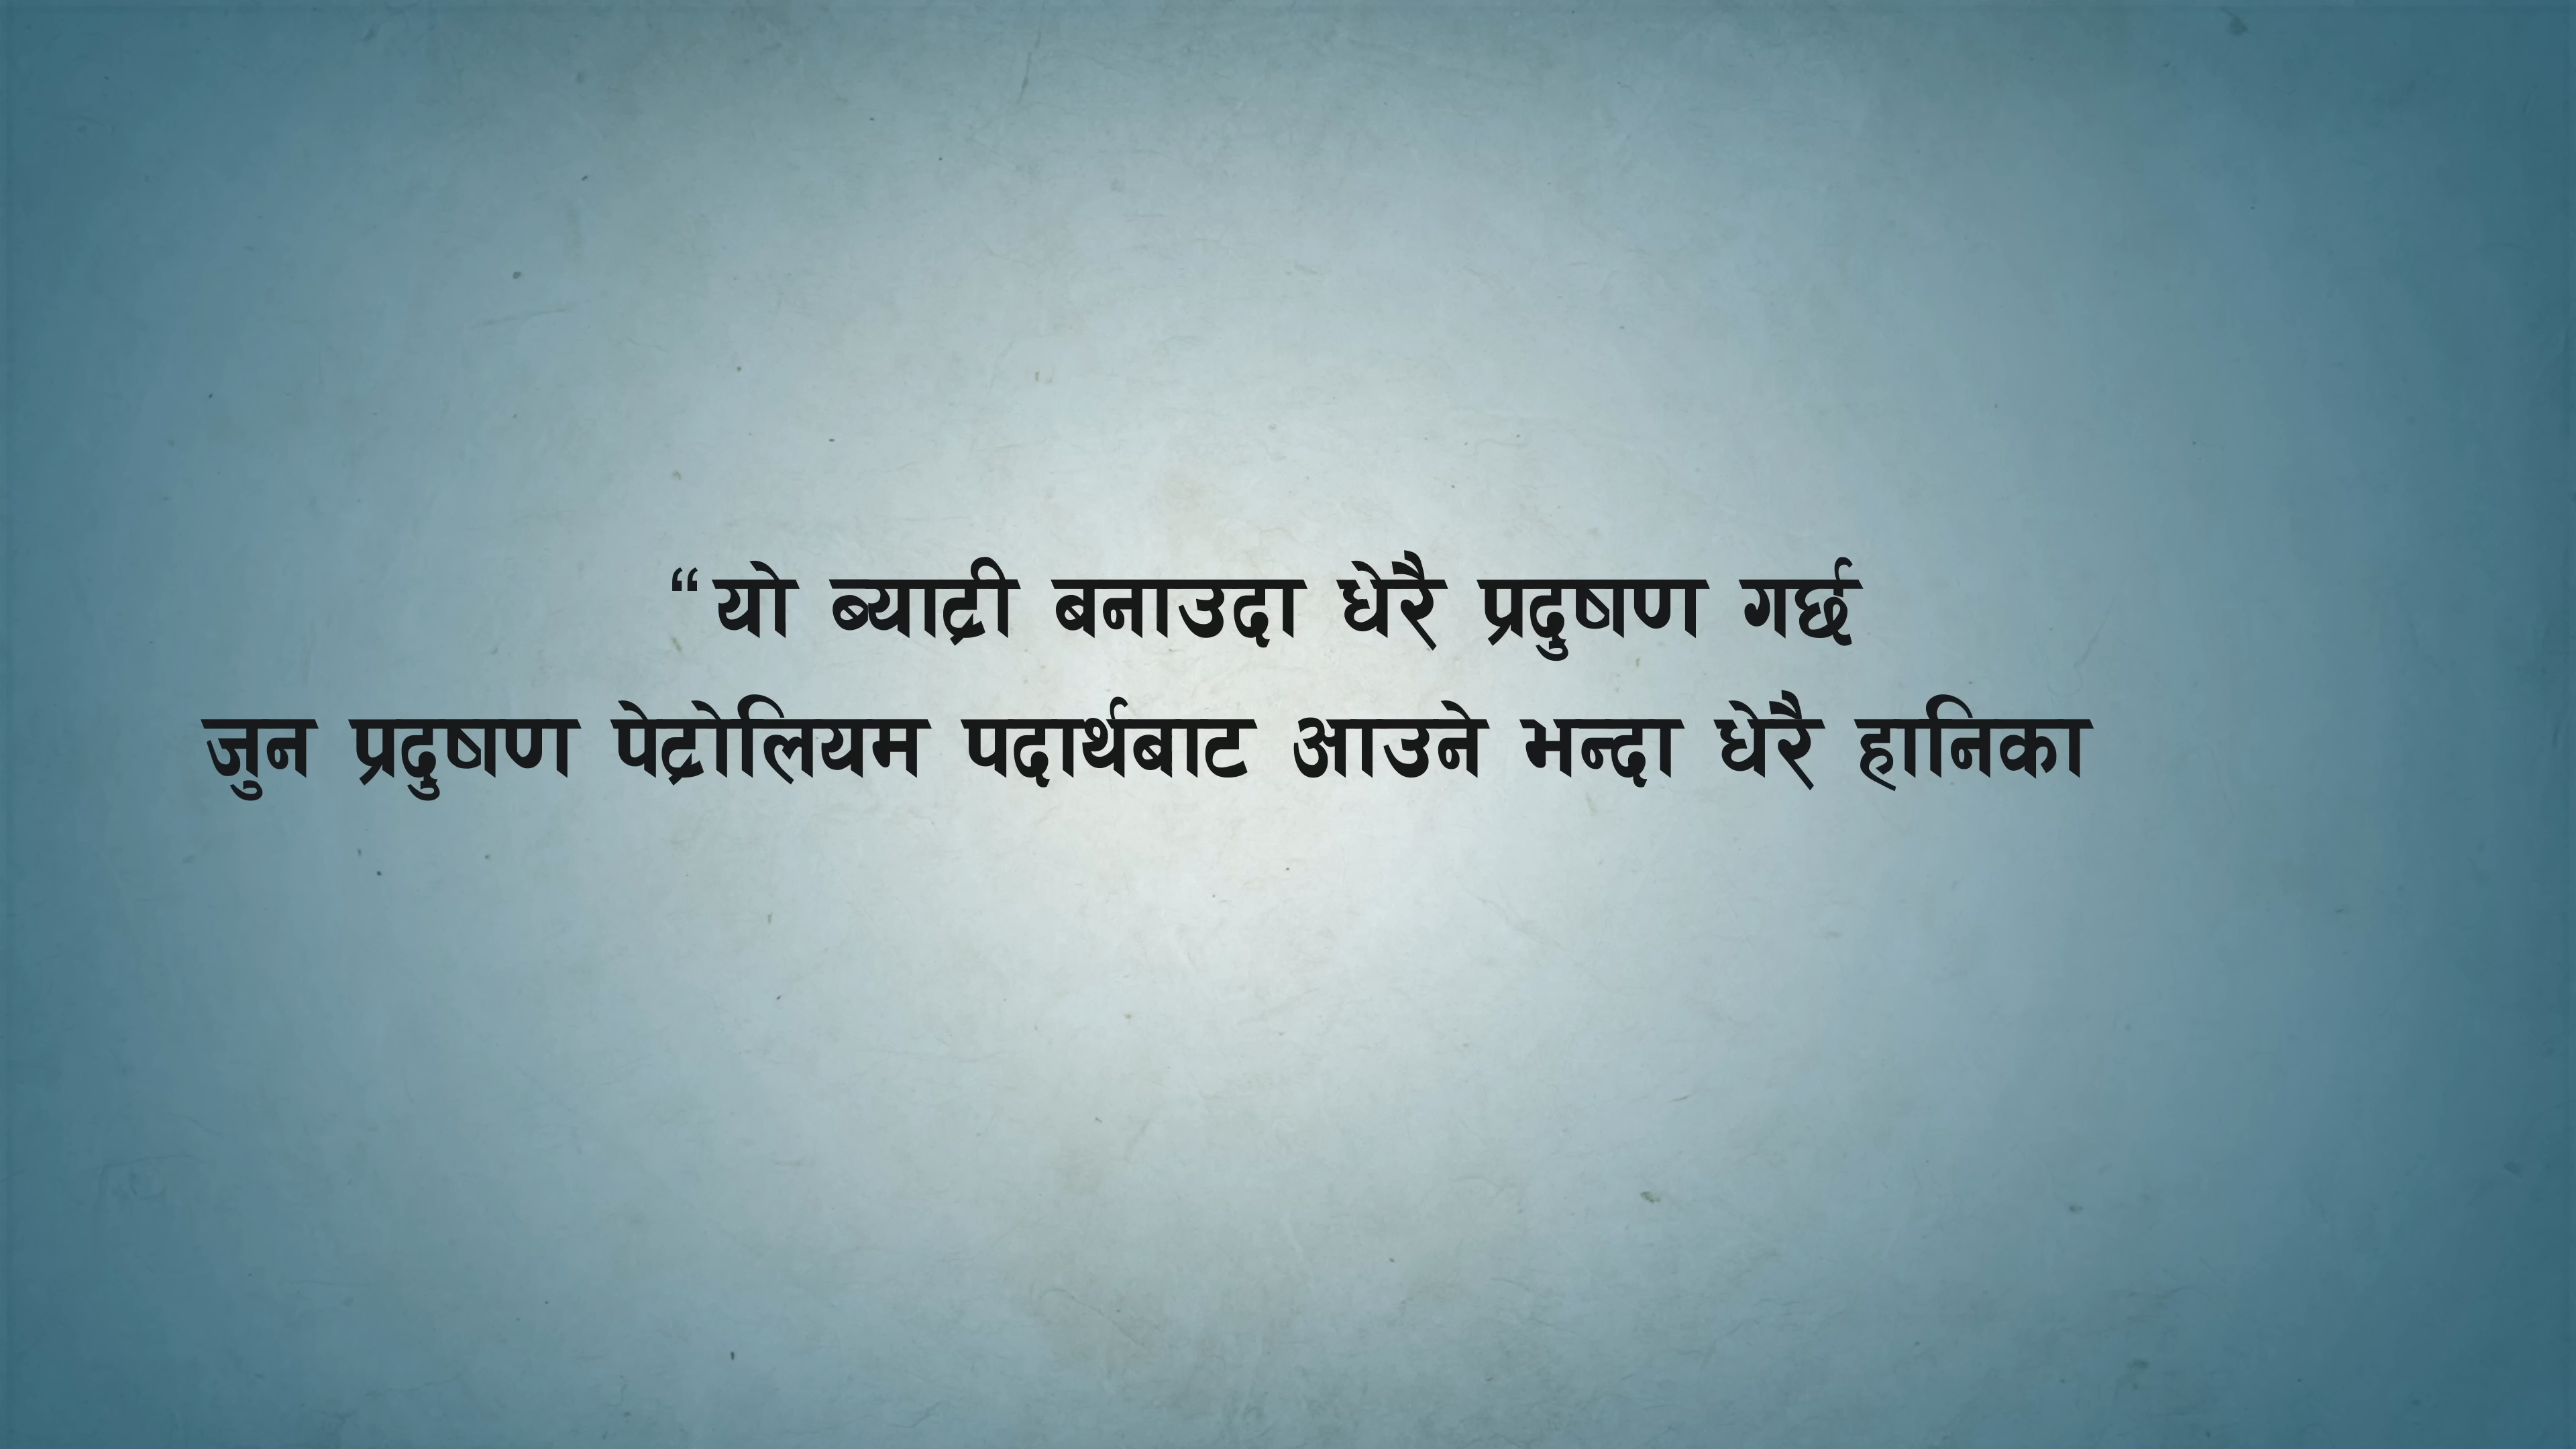 “यो ब्याट्री बनाउदा धेरै प्रदुषण गर्छ
जुन प्रदुषण पेट्रोलियम पदार्थबाट आउने भन्दा धेरै हानिका